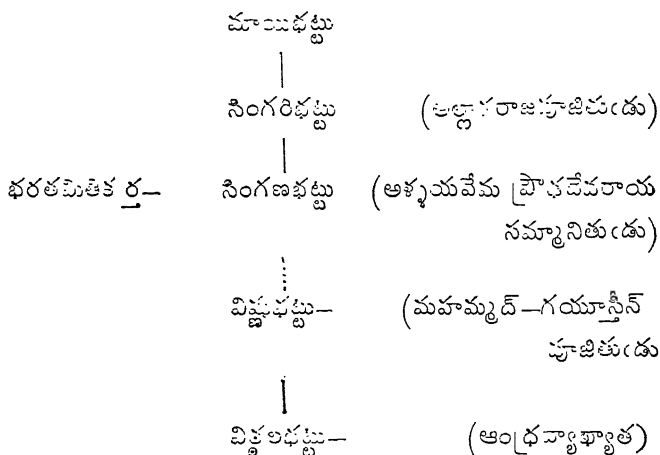 మాయిభట్టు
సింగరిభట్టు (అల్లాడరాజపూజితుఁడు)
భరతమితికర్త— సింగణభట్టు (అళ్ళయవేమ ప్రౌఢదేవరాయ
సమ్మానితుఁడు)
విష్ణుభట్టు— (మహమ్మద్—గయాస్తీన్
పూజితుఁడు
విఠ్ఠలభట్టు— (ఆంధ్రవ్యాఖ్యాత)